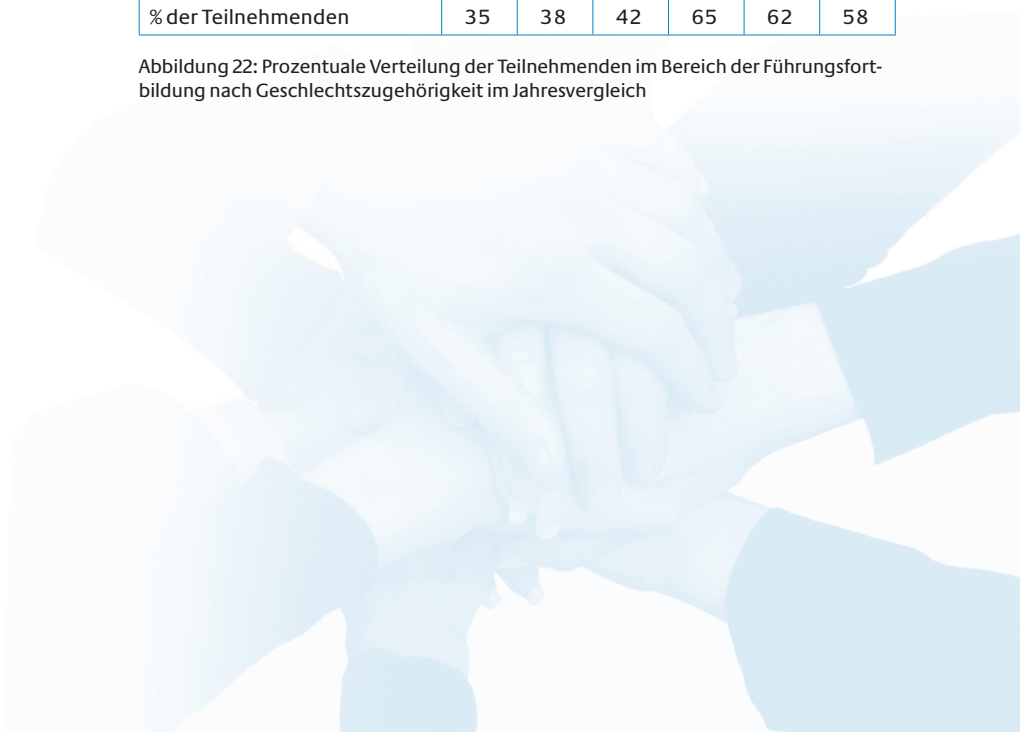 % der Teilnehmenden 35 38 42 65 62 58
Abbildung 22: Prozentuale Verteilung der Teilnehmenden im Bereich der Führungsfort-
bildung nach Geschlechtszugehörigkeit im Jahresvergleich